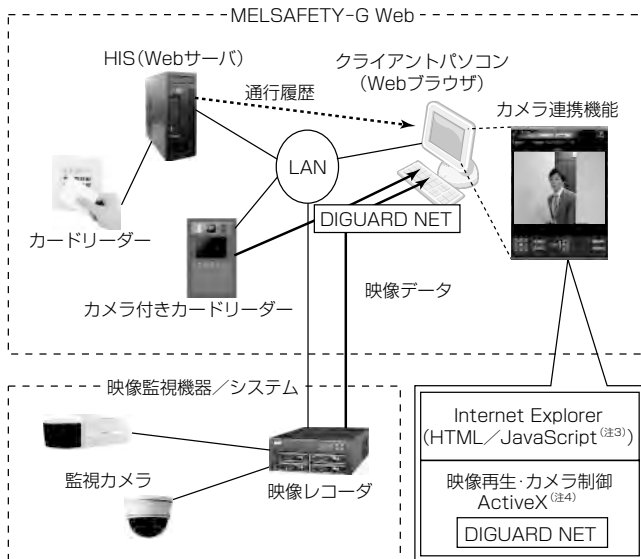 MELSAFETY-G Web
HIS(Webサーバ)
クライアントパソコン
(Webブラウザ)
通行履歴
カメラ連携機能
LAN
カードリーダー
DIGUARD NET
カメラ付きカードリーダー
映像データ
映像監視機器/システム
監視カメラ
映像レコーダ
Internet Explorer
(HTML/JavaScript(注3))
映像再生・カメラ制御
ActiveX(注4)
DIGUARD NET